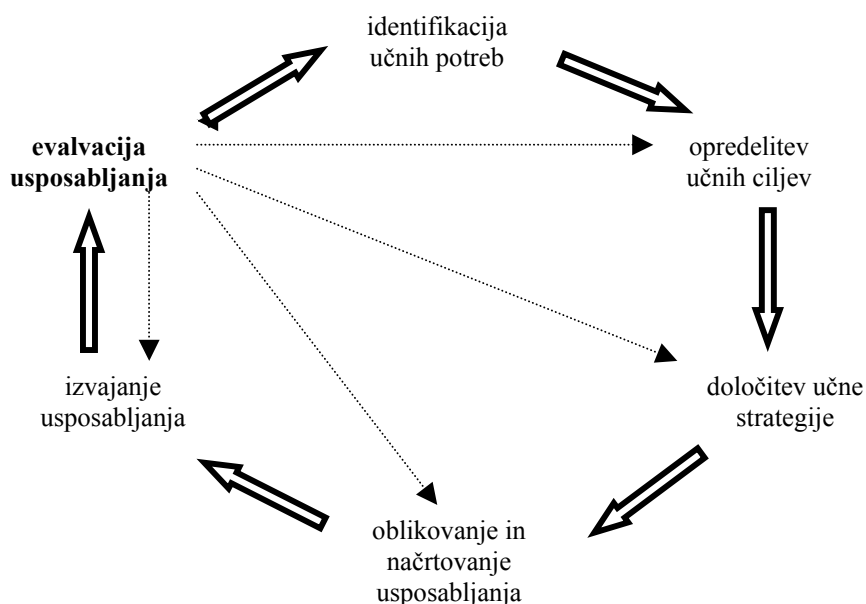 identifikacija
učnih potreb
evalvacija
usposabljanja
opredelitev
učnih ciljev
izvajanje
usposabljanja
določitev učne
strategije
oblikovanje in
načrtovanje
usposabljanja